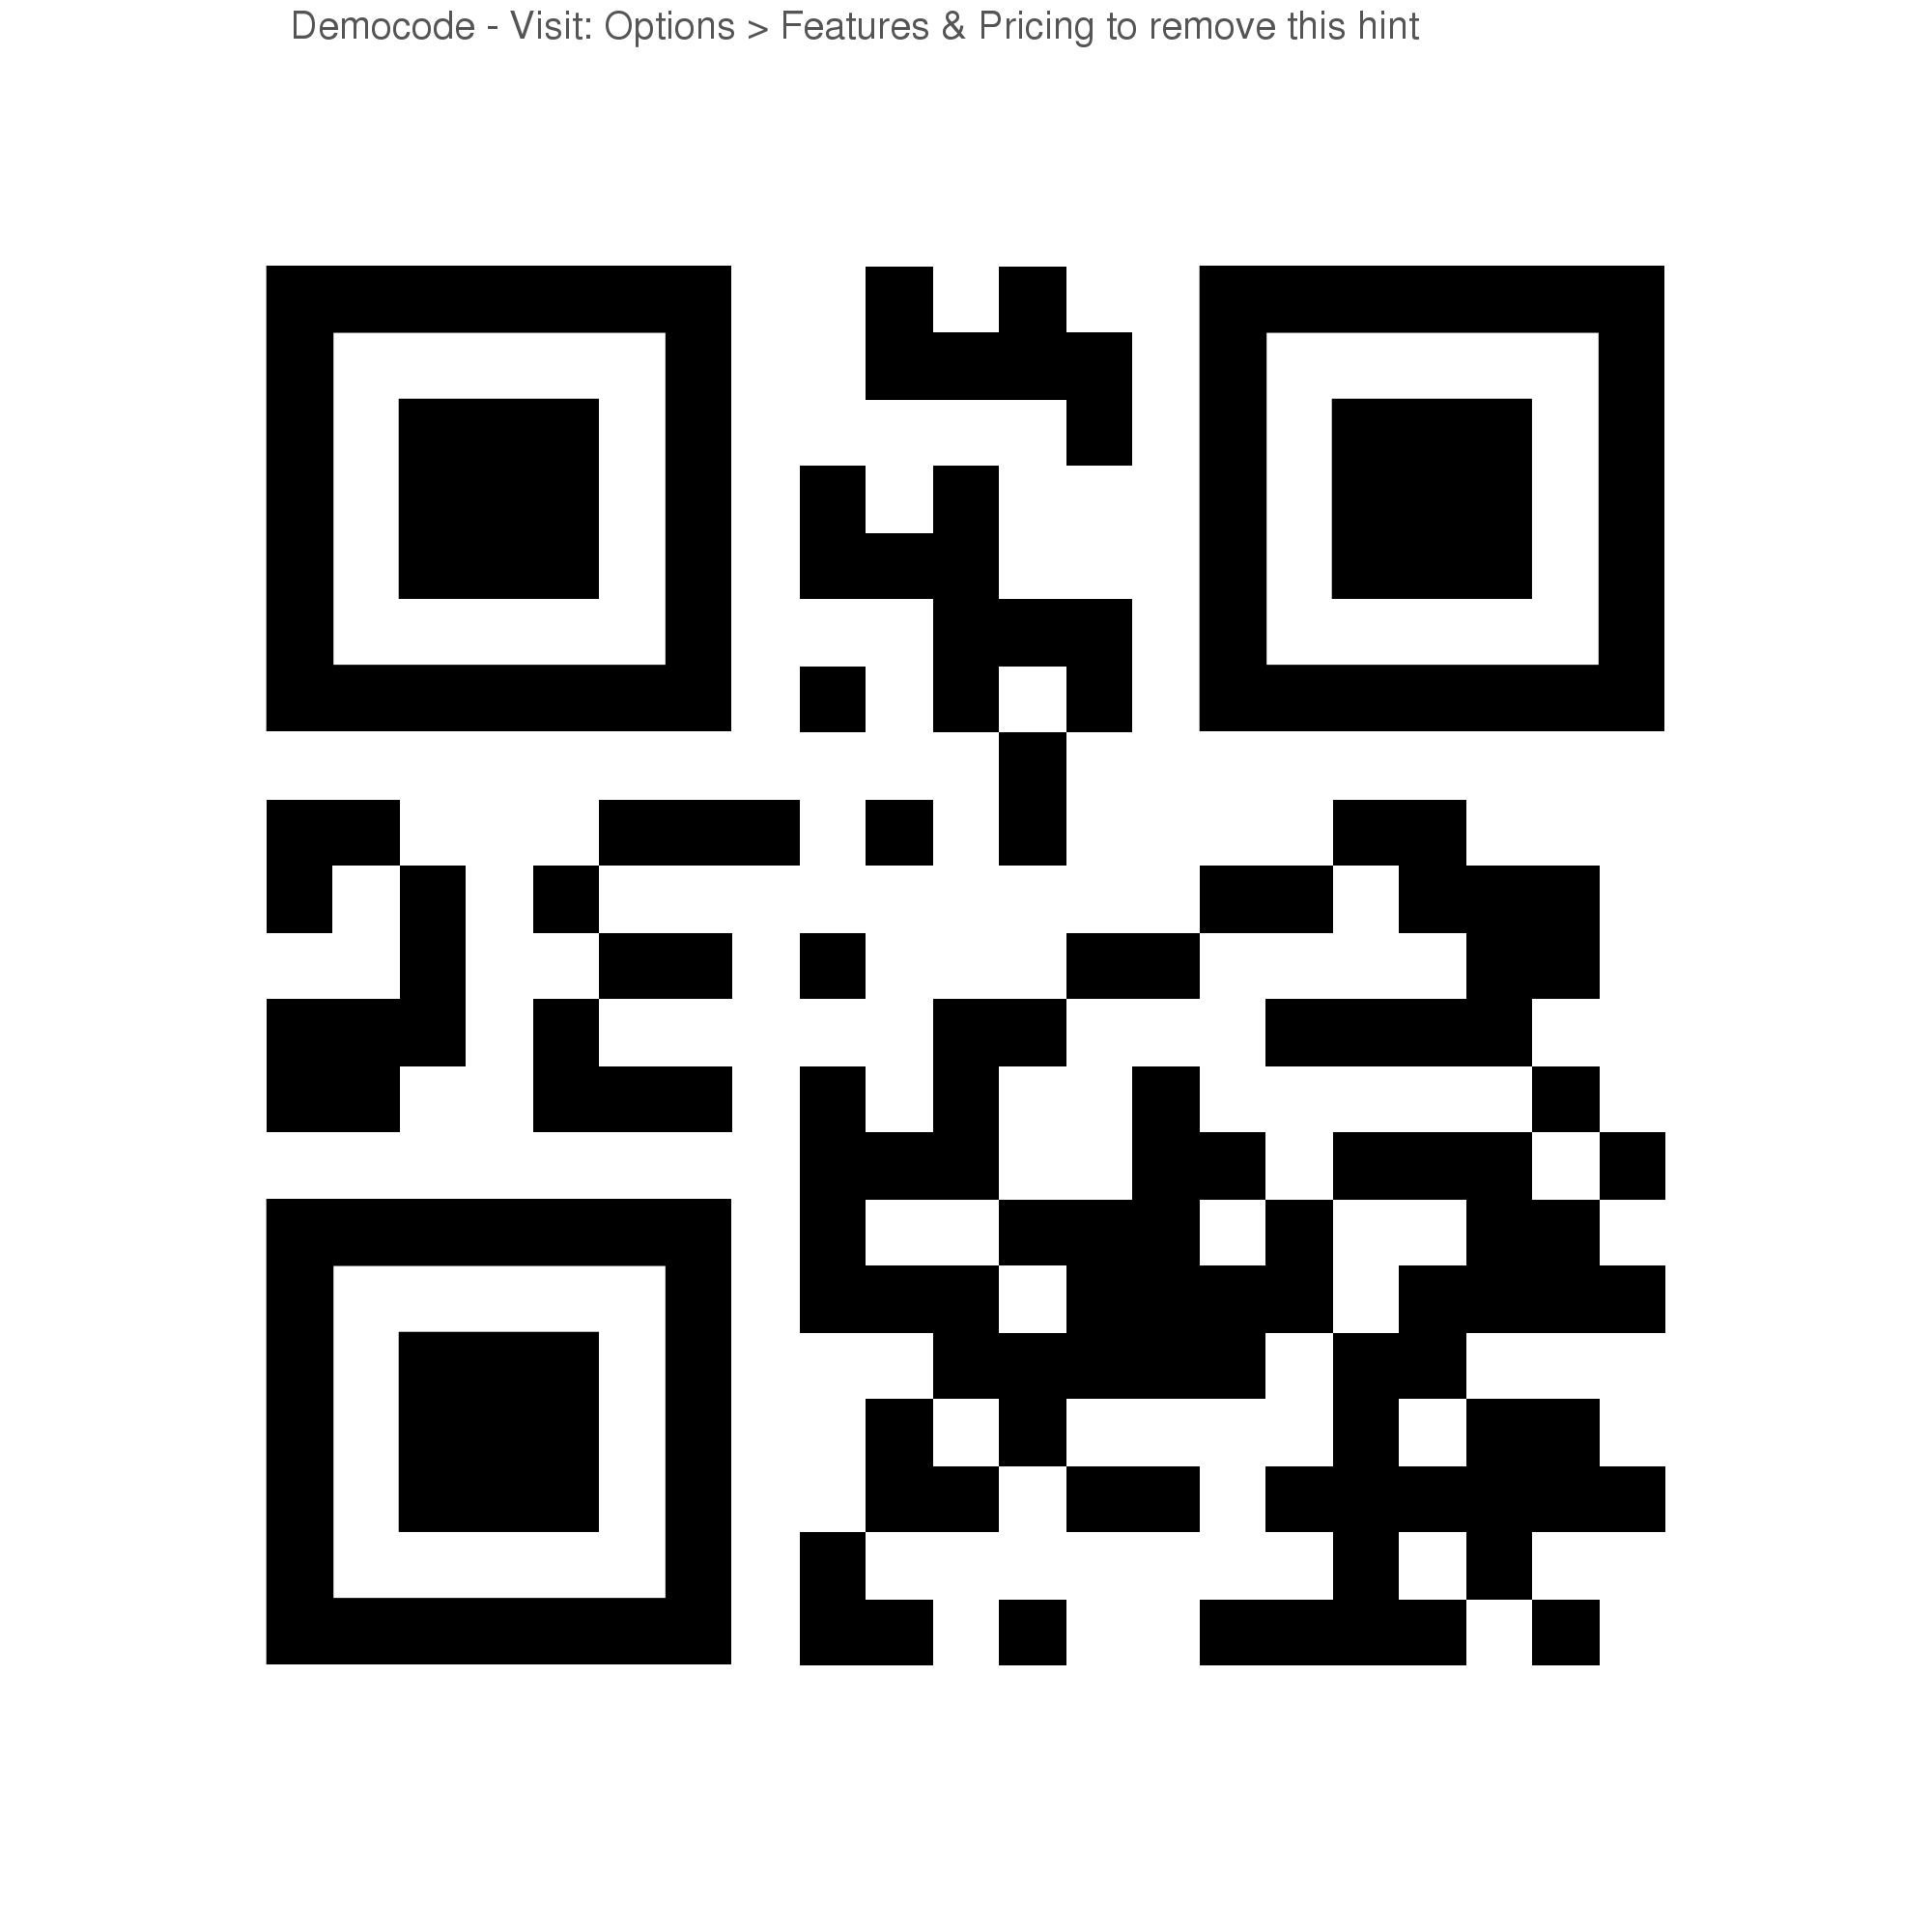 Democode - Visit: Options > Features & Pricing to remove this hint